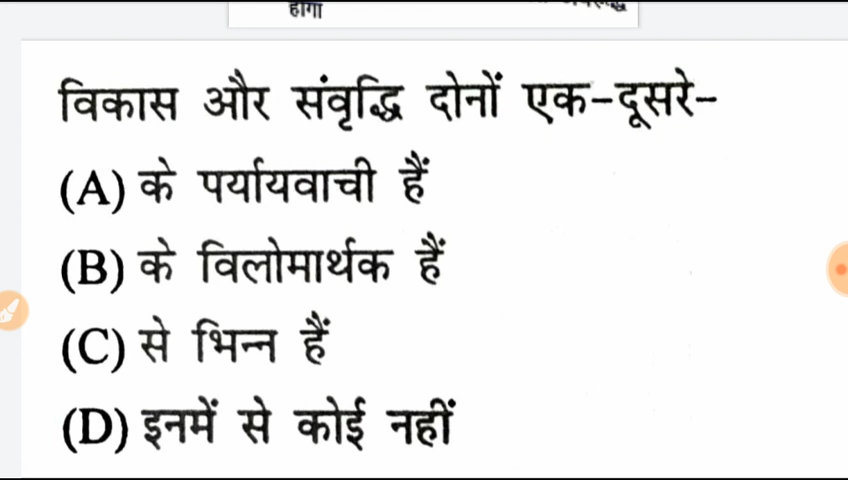 होगा
विकास और संवृद्धि दोनों एक-दूसरे-
(A) के पर्यायवाची हैं
(B) के विलोमार्थक हैं
(C) से भिन्न हैं
(D) इनमें से कोई नहीं